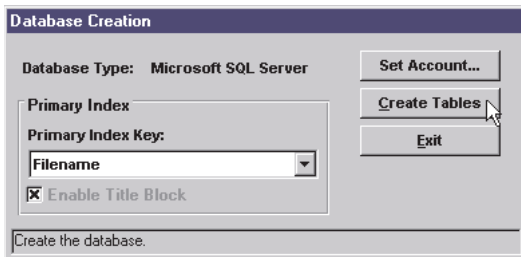 Database Creation
Database Type: Microsoft SQL Server
Set Account...
Primary Index
Create Tables
Primary Index Key:
Exit
Filename
Enable Title Block
Create the database.